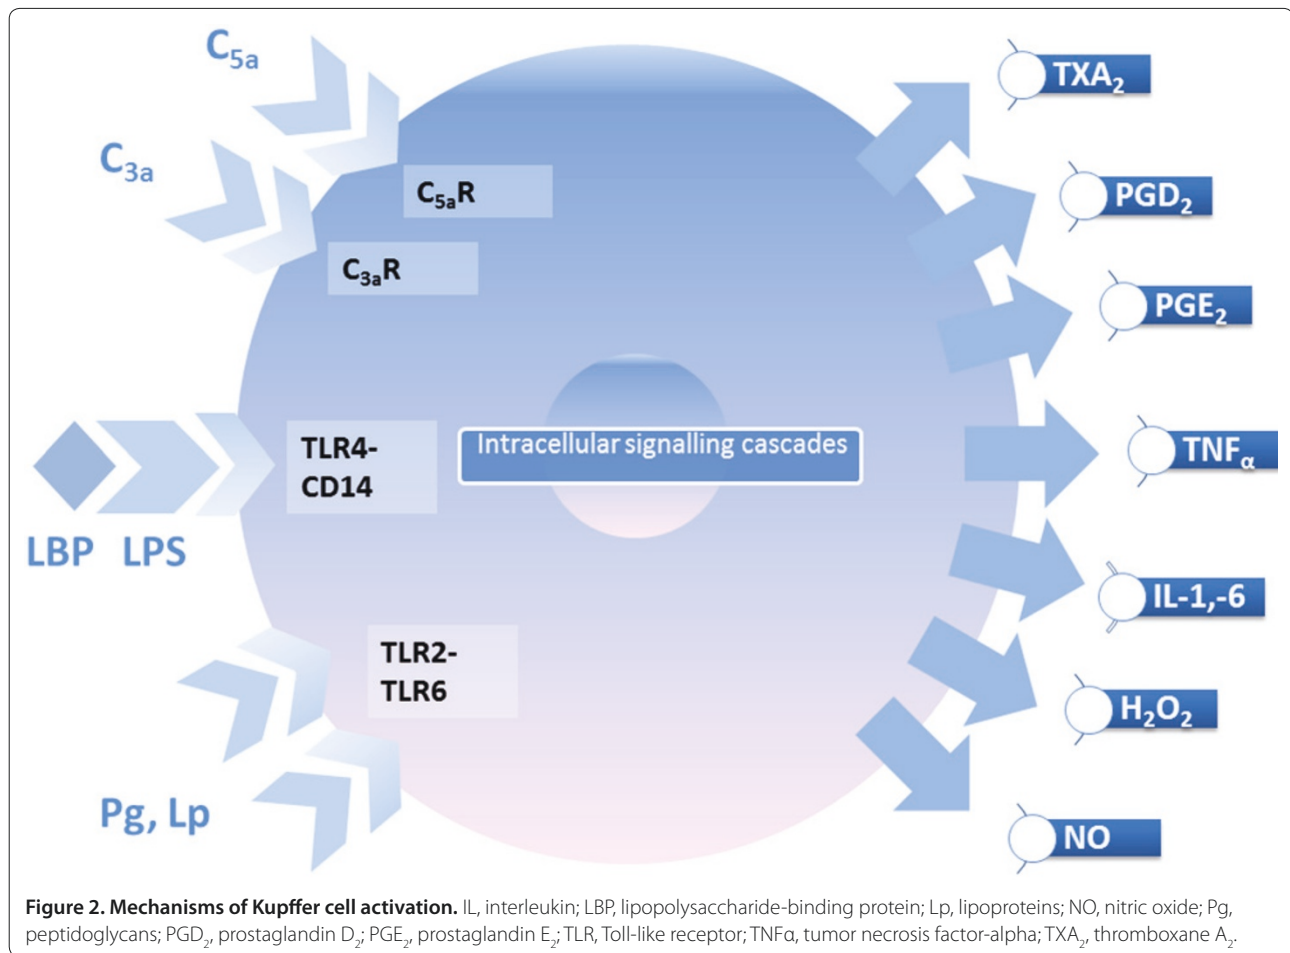 C5a
C3a
C5aR
C3aR
TLR4-
CD14
LBP LPS
TLR2-
TLR6
Pg, Lp
Intracellular signalling cascades
TXA2
PGD2
PGE2
TNFα
IL-1,-6
H2O2
NO
Figure 2. Mechanisms of Kupffer cell activation. IL, interleukin; LBP, lipopolysaccharide-binding protein; Lp, lipoproteins; NO, nitric oxide; Pg,
peptidoglycans; PGD2, prostaglandin D2; PGE2, prostaglandin E2; TLR, Toll-like receptor; TNFα, tumor necrosis factor-alpha; TXA2, thromboxane A2.